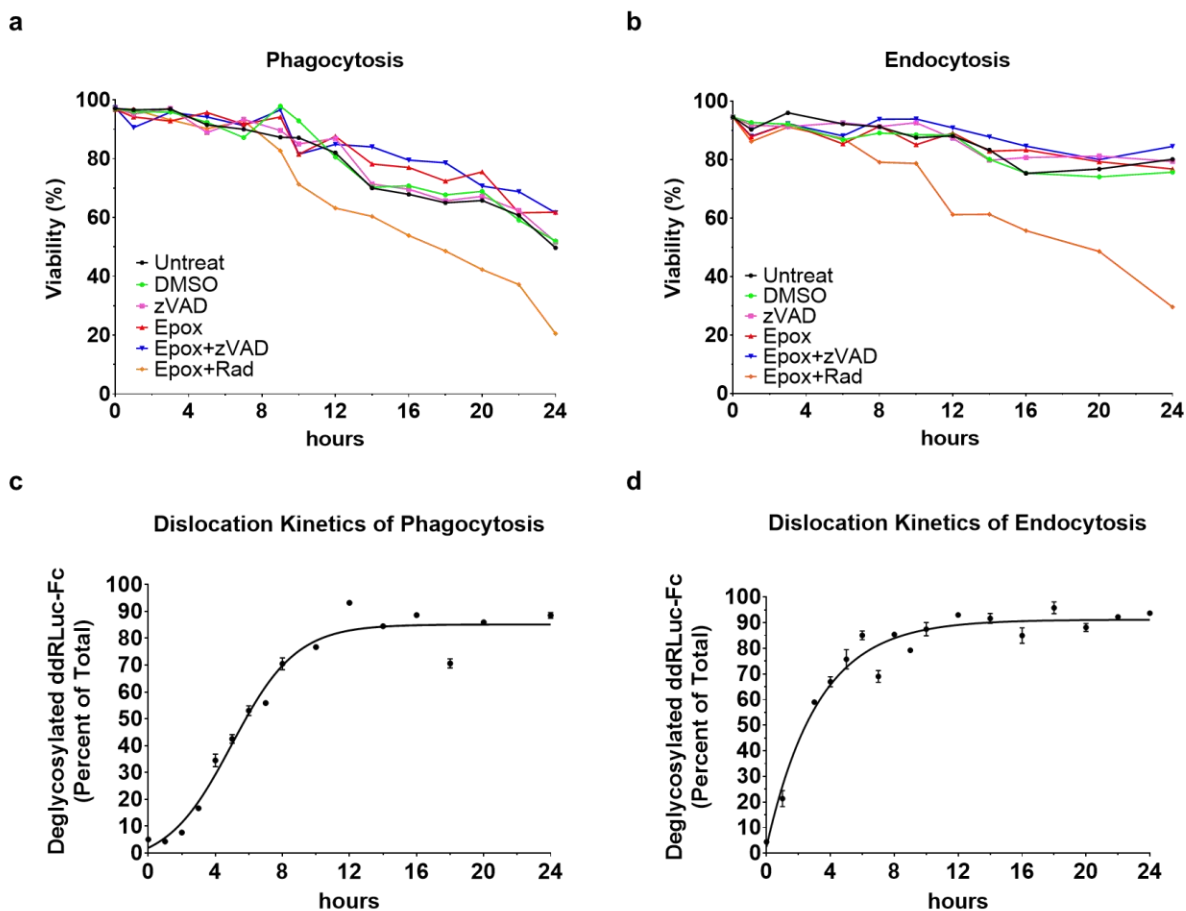 a
Phagocytosis
100
80
60
40
20
0
Viability (%)
Untreat
DMSO
zVAD
Epox
Epox+zVAD
Epox+Rad
0 4 8 12 16 20 24
hours
b
Endocytosis
100
80
60
40
20
0
Viability (%)
Untreat
DMSO
zVAD
Epox
Epox+zVAD
Epox+Rad
0 4 8 12 16 20 24
hours
c
Dislocation Kinetics of Phagocytosis
Deglycosylated ddRLuc-Fc
(Percent of Total)
100
90
80
70
60
50
40
30
20
10
0
0 4 8 12 16 20 24
hours
d
Dislocation Kinetics of Endocytosis
Deglycosylated ddRLuc-Fc
(Percent of Total)
100
90
80
70
60
50
40
30
20
10
0
0 4 8 12 16 20 24
hours